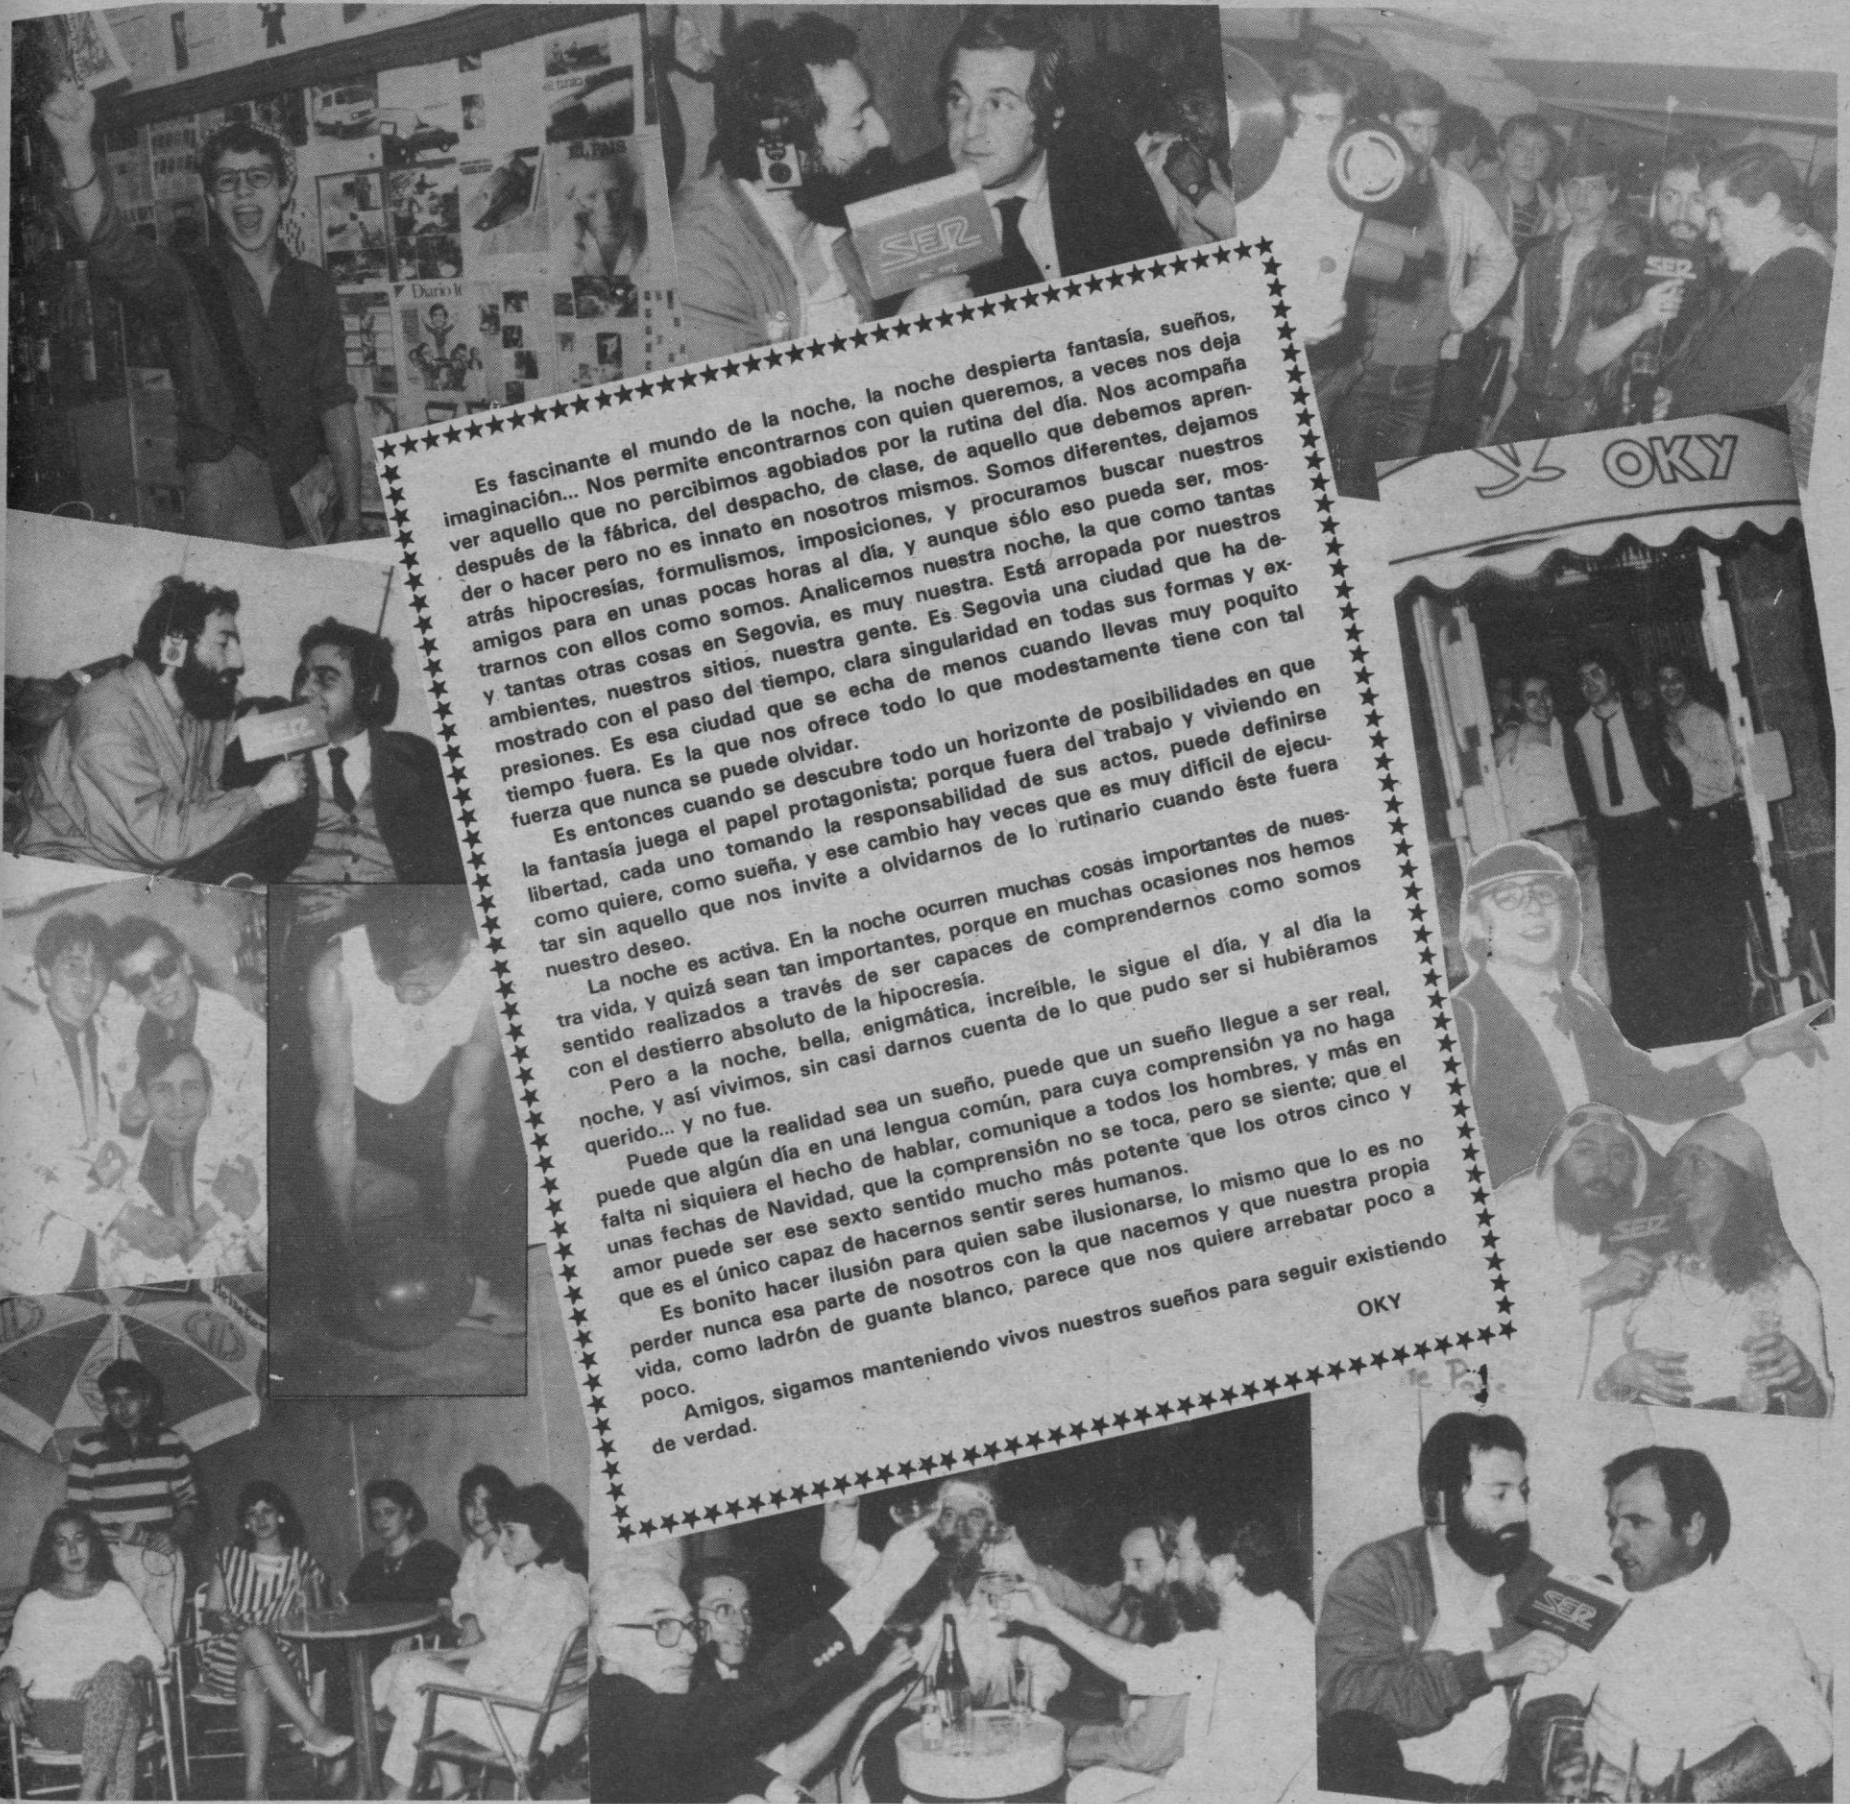 EL PAIS
Diario 16
SER
SER
OKY
SER
Es fascinante el mundo de la noche, la noche despierta fantasía, sueños,
imaginación... Nos permite encontrarnos con quien queremos, a veces nos deja
ver aquello que no percibimos agobiados por la rutina del día. Nos acompaña
después de la fábrica, del despacho, de clase, de aquello que debemos apren-
der o hacer pero no es innato en nosotros mismos. Somos diferentes, dejamos
atrás hipocresías, formulismos, imposiciones, y procuramos buscar nuestros
amigos para en unas pocas horas al día, y aunque sólo eso pueda ser, mos-
trarnos con ellos como somos. Analicemos nuestra noche, la que como tantas
y tantas otras cosas en Segovia, es muy nuestra. Está arropada por nuestros
ambientes, nuestros sitios, nuestra gente. Es Segovia una ciudad que ha de-
mostrado con el paso del tiempo, clara singularidad en todas sus formas y ex-
presiones. Es esa ciudad que se echa de menos cuando llevas muy poquito
tiempo fuera. Es la que nos ofrece todo lo que modestamente tiene con tal
fuerza que nunca se puede olvidar.
Es entonces cuando se descubre todo un horizonte de posibilidades en que
la fantasía juega el papel protagonista; porque fuera del trabajo y viviendo en
libertad, cada uno tomando la responsabilidad de sus actos, puede definirse
como quiere, como sueña, y ese cambio hay veces que es muy difícil de ejecu-
tar sin aquello que nos invite a olvidarnos de lo rutinario cuando éste fuera
nuestro deseo.
La noche es activa. En la noche ocurren muchas cosas importantes de nues-
tra vida, y quizá sean tan importantes, porque en muchas ocasiones nos hemos
sentido realizados a través de ser capaces de comprendernos como somos
con el destierro absoluto de la hipocresía.
Pero a la noche, bella, enigmática, increíble, le sigue el día, y al día la
noche, y así vivimos, sin casi darnos cuenta de lo que pudo ser si hubiéramos
querido... y no fue.
Puede que la realidad sea un sueño, puede que un sueño llegue a ser real,
puede que algún día en una lengua común, para cuya comprensión ya no haga
falta ni siquiera el hecho de hablar, comunique a todos los hombres, y más en
unas fechas de Navidad, que la comprensión no se toca, pero se siente; que el
amor puede ser ese sexto sentido mucho más potente que los otros cinco y
que es el único capaz de hacernos sentir seres humanos.
Es bonito hacer ilusión para quien sabe ilusionarse, lo mismo que lo es no
perder nunca esa parte de nosotros con la que nacemos y que nuestra propia
vida, como ladrón de guante blanco, parece que nos quiere arrebatar poco a
poco.
Amigos, sigamos manteniendo vivos nuestros sueños para seguir existiendo
de verdad.
OKY
SER
SER